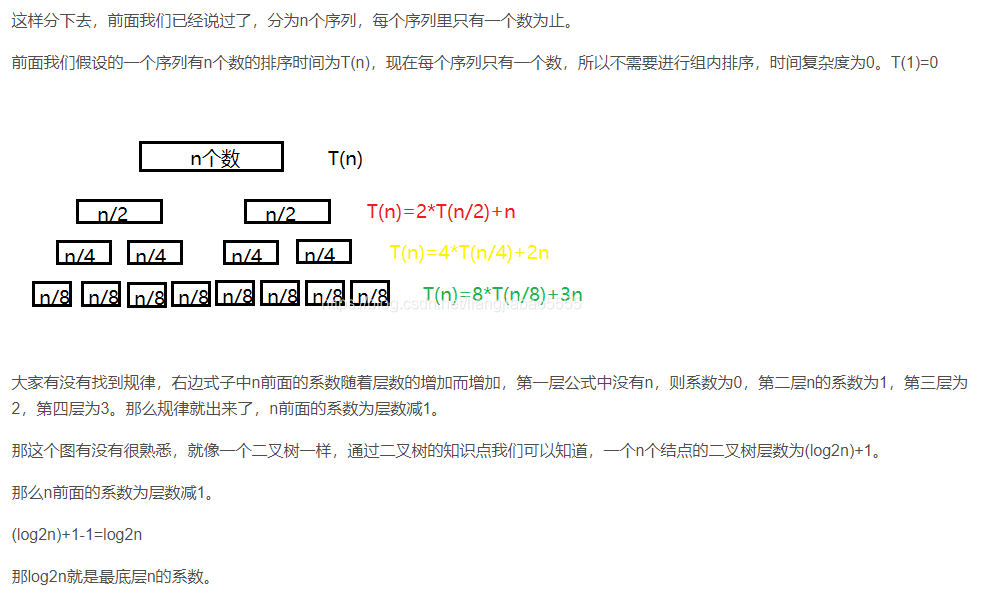 这样分下去，前面我们已经说过了，分为n个序列，每个序列里只有一个数为止。
前面我们假设的一个序列有n个数的排序时间为T(n)，现在每个序列只有一个数，所以不需要进行组内排序，时间复杂度为0。T(1)=0
n个数 T(n)
n/2 n/2 T(n)=2*T(n/2)+n
n/4 n/4 n/4 n/4 T(n)=4*T(n/4)+2n
n/8 n/8 n/8 n/8 n/8 n/8 n/8 n/8 T(n)=8*T(n/8)+3n
大家有没有找到规律，右边式子中n前面的系数随着层数的增加而增加，第一层公式中没有n，则系数为0，第二层n的系数为1，第三层为
2，第四层为3。那么规律就出来了，n前面的系数为层数减1。
那这个图有没有很熟悉，就像一个二叉树一样，通过二叉树的知识点我们可以知道，一个n个结点的二叉树层数为(log2n)+1。
那么n前面的系数为层数减1。
(log2n)+1-1=log2n
那log2n就是最底层n的系数。